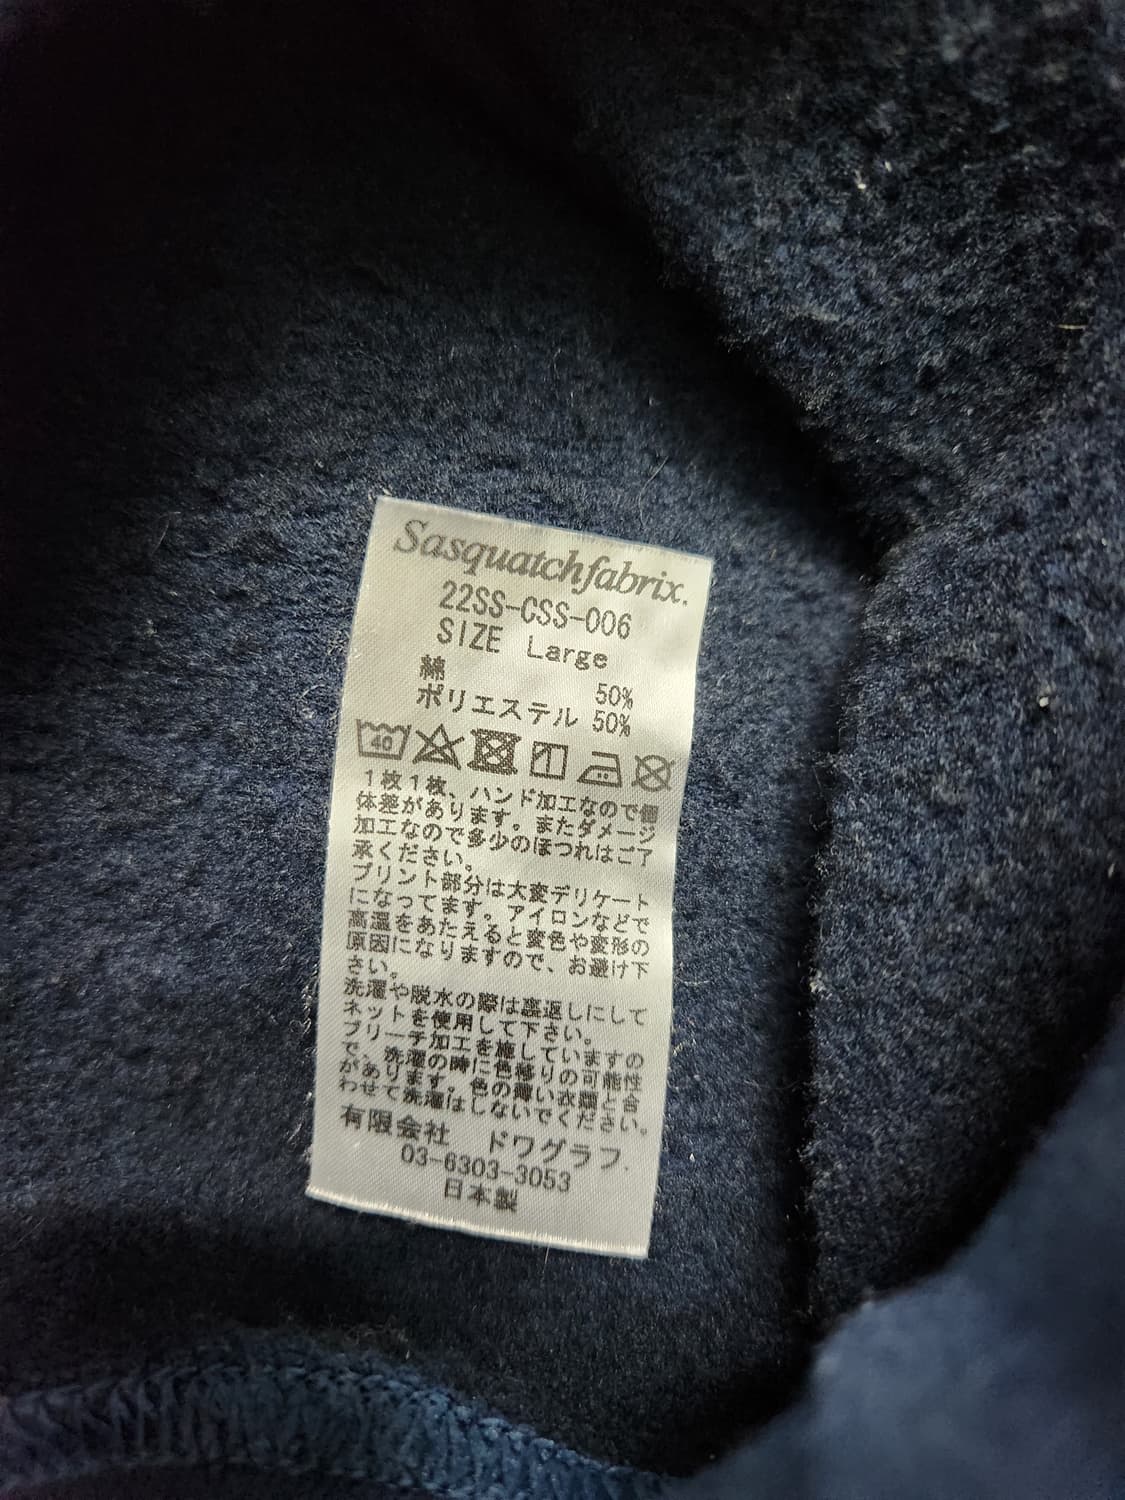 Sasquatchfabrix.
22SS-CSS-006
SIZE Large
綿 50%
ポリエステル 50%
40
1枚1枚、ハンド加工なので個
体差があります。またダメージ
加工なので多少のほつれはご了
承ください。
プリント部分は大変デリケート
になってます。アイロンなどで
高温をあたえると変色や変形の
原因になりますので、お避け下
さい。
洗濯や脱水の際は裏返しにして
ネットを使用して下さい。
ブリーチ加工を施していますの
で、洗濯の時に色移りの可能性
があります。色の薄い衣類と合
わせて洗濯はしないでください。
有限会社 ドワグラフ.
03-6303-3053
日本製